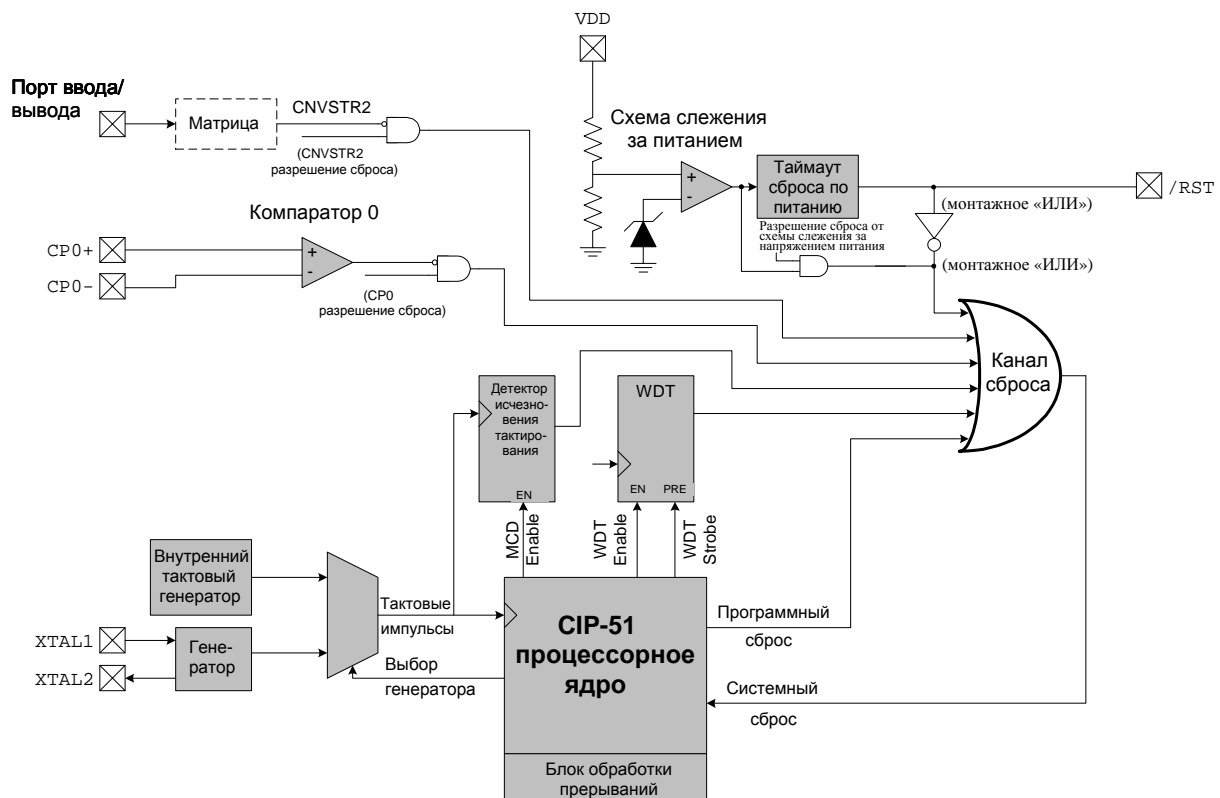 VDD
Порт ввода/
вывода
Матрица
CNVSTR2
(CNVSTR2
разрешение сброса)
Схема слежения
за питанием
+
-
Таймаут
сброса по
питанию
/RST
(монтажное «ИЛИ»)
Разрешение сброса от
схемы слежения за
напряжением питания
(монтажное «ИЛИ»)
Компаратор 0
CP0+
CP0-
+
-
(CP0
разрешение сброса)
Канал
сброса
Детектор
исчезно-
вения
тактиро-
вания
EN
WDT
EN PRE
MCD
Enable
WDT
Enable
WDT
Strobe
Внутренний
тактовый
генератор
XTAL1
XTAL2
Гене-
ратор
Тактовые
импульсы
Выбор
генератора
CIP-51
процессорное
ядро
Программный
сброс
Системный
сброс
Блок обработки
прерываний